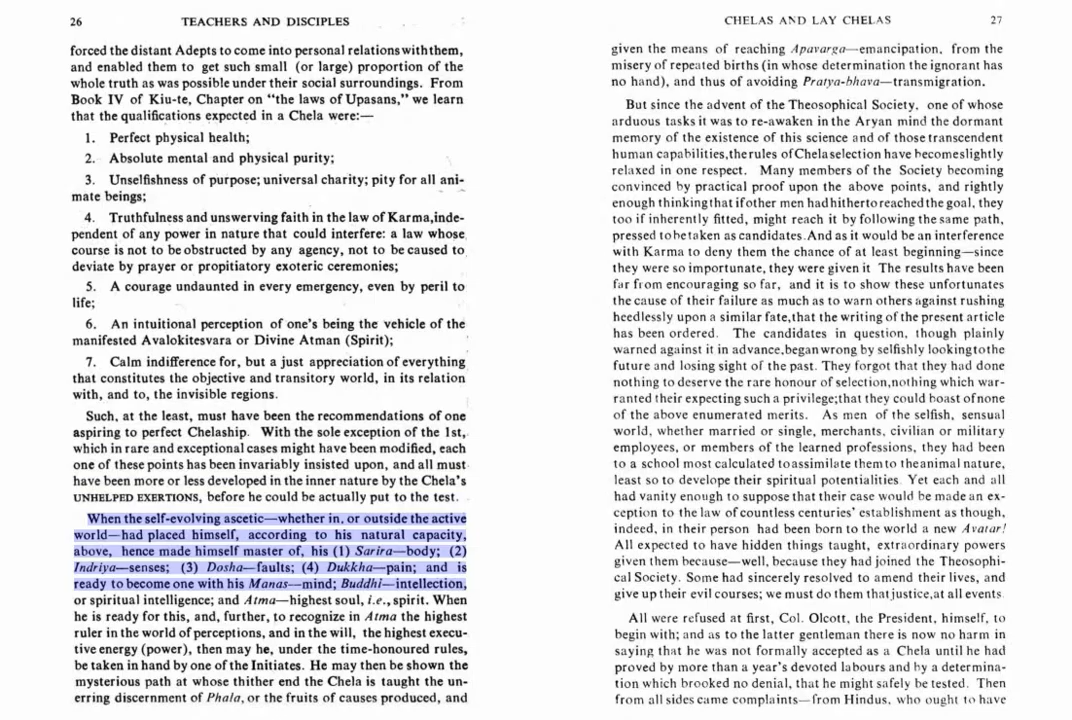 26 TEACHERS AND DISCIPLES
forced the distant Adepts to come into personal relations with them,
and enabled them to get such small (or large) proportion of the
whole truth as was possible under their social surroundings. From
Book IV of Kiu-te, Chapter on “the laws of Upasans,” we learn
that the qualifications expected in a Chela were:—
1. Perfect physical health;
2. Absolute mental and physical purity;
3. Unselfishness of purpose; universal charity; pity for all ani-
mate beings;
4. Truthfulness and unswerving faith in the law of Karma, inde-
pendent of any power in nature that could interfere: a law whose
course is not to be obstructed by any agency, not to be caused to
deviate by prayer or propitiatory exoteric ceremonies;
5. A courage undaunted in every emergency, even by peril to
life;
6. An intuitional perception of one's being the vehicle of the
manifested Avalokitesvara or Divine Atman (Spirit);
7. Calm indifference for, but a just appreciation of everything
that constitutes the objective and transitory world, in its relation
with, and to, the invisible regions.
Such, at the least, must have been the recommendations of one
aspiring to perfect Chelaship. With the sole exception of the 1st,
which in rare and exceptional cases might have been modified, each
one of these points has been invariably insisted upon, and all must
have been more or less developed in the inner nature by the Chela's
UNHELPED EXERTIONS, before he could be actually put to the test.
When the self-evolving ascetic—whether in, or outside the active
world—had placed himself, according to his natural capacity,
above, hence made himself master of, his (1) Sarira—body; (2)
Indriya—senses; (3) Dosha—faults; (4) Dukkha—pain; and is
ready to become one with his Manas—mind; Buddhi—intellection,
or spiritual intelligence; and Atma—highest soul, i.e., spirit. When
he is ready for this, and, further, to recognize in Atma the highest
ruler in the world of perceptions, and in the will, the highest execu-
tive energy (power), then may he, under the time-honoured rules,
be taken in hand by one of the Initiates. He may then be shown the
mysterious path at whose thither end the Chela is taught the un-
erring discernment of Phala, or the fruits of causes produced, and
CHELAS AND LAY CHELAS 27
given the means of reaching Apavarga—emancipation, from the
misery of repeated births (in whose determination the ignorant has
no hand), and thus of avoiding Pratya-bhava—transmigration.
But since the advent of the Theosophical Society, one of whose
arduous tasks it was to re-awaken in the Aryan mind the dormant
memory of the existence of this science and of those transcendent
human capabilities, the rules of Chela selection have become slightly
relaxed in one respect. Many members of the Society becoming
convinced by practical proof upon the above points, and rightly
enough thinking that if other men had hitherto reached the goal, they
too if inherently fitted, might reach it by following the same path,
pressed to be taken as candidates. And as it would be an interference
with Karma to deny them the chance of at least beginning—since
they were so importunate, they were given it The results have been
far from encouraging so far, and it is to show these unfortunates
the cause of their failure as much as to warn others against rushing
heedlessly upon a similar fate, that the writing of the present article
has been ordered. The candidates in question, though plainly
warned against it in advance, began wrong by selfishly looking to the
future and losing sight of the past. They forgot that they had done
nothing to deserve the rare honour of selection, nothing which war-
ranted their expecting such a privilege; that they could boast of none
of the above enumerated merits. As men of the selfish, sensual
world, whether married or single, merchants, civilian or military
employees, or members of the learned professions, they had been
to a school most calculated to assimilate them to the animal nature,
least so to develope their spiritual potentialities Yet each and all
had vanity enough to suppose that their case would be made an ex-
ception to the law of countless centuries' establishment as though,
indeed, in their person had been born to the world a new Avatar!
All expected to have hidden things taught, extraordinary powers
given them because—well, because they had joined the Theosophi-
cal Society. Some had sincerely resolved to amend their lives, and
give up their evil courses; we must do them that justice, at all events
All were refused at first, Col. Olcott, the President, himself, to
begin with; and as to the latter gentleman there is now no harm in
saying that he was not formally accepted as a Chela until he had
proved by more than a year's devoted labours and by a determina-
tion which brooked no denial, that he might safely be tested. Then
from all sides came complaints—from Hindus, who ought to have